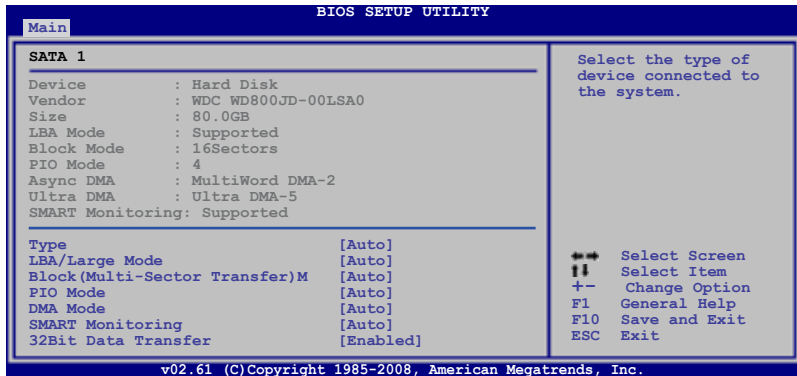 BIOS SETUP UTILITY
Main
SATA 1
Device : Hard Disk
Vendor : WDC WD800JD-00LSA0
Size : 80.0GB
LBA Mode : Supported
Block Mode : 16Sectors
PIO Mode : 4
Async DMA : MultiWord DMA-2
Ultra DMA : Ultra DMA-5
SMART Monitoring: Supported
Type [Auto]
LBA/Large Mode [Auto]
Block(Multi-Sector Transfer)M [Auto]
PIO Mode [Auto]
DMA Mode [Auto]
SMART Monitoring [Auto]
32Bit Data Transfer [Enabled]
Select the type of
device connected to
the system.
←→ Select Screen
↑↓ Select Item
+- Change Option
F1 General Help
F10 Save and Exit
ESC Exit
v02.61 (C)Copyright 1985-2008, American Megatrends, Inc.